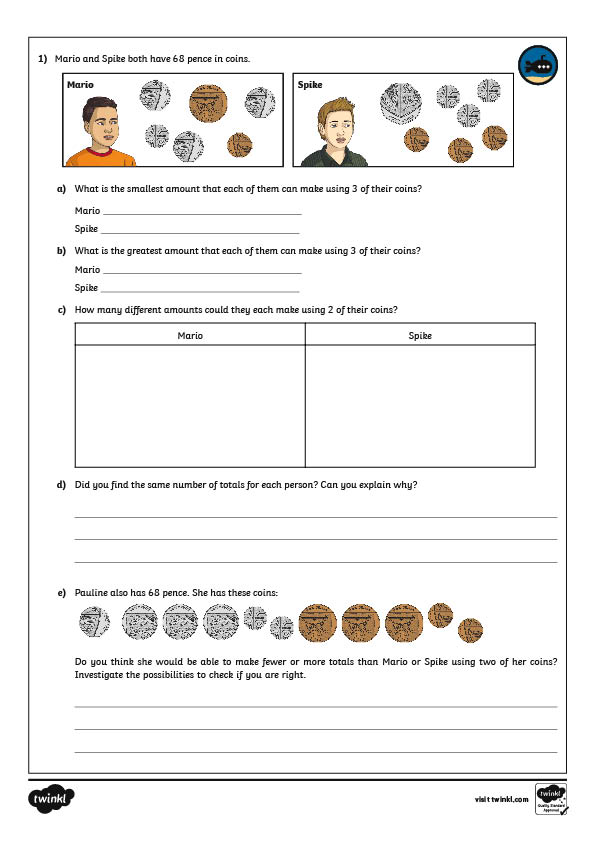 1) Mario and Spike both have 68 pence in coins.
Mario
Spike
a) What is the smallest amount that each of them can make using 3 of their coins?
Mario
Spike
b) What is the greatest amount that each of them can make using 3 of their coins?
Mario
Spike
c) How many different amounts could they each make using 2 of their coins?
Mario
Spike
d) Did you find the same number of totals for each person? Can you explain why?
e) Pauline also has 68 pence. She has these coins:
Do you think she would be able to make fewer or more totals than Mario or Spike using two of her coins?
Investigate the possibilities to check if you are right.
twinkl
visit twinkl.com
twinkl
Quality Standard
Approved